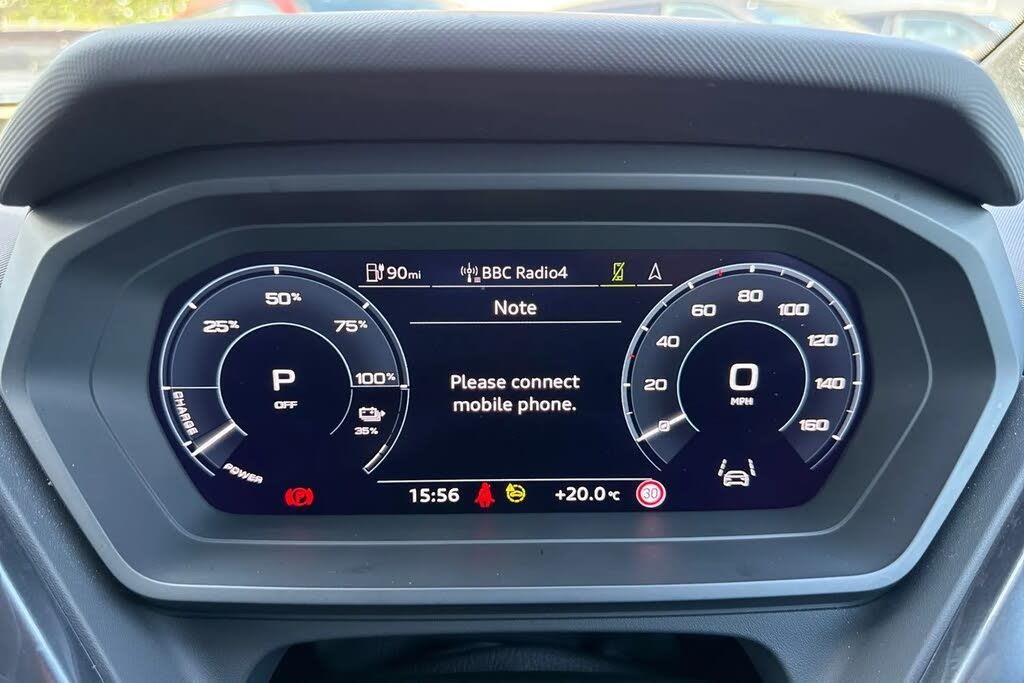 90mi
BBC Radio4
Note
Please connect
mobile phone.
25%
50%
75%
100%
P
OFF
CHARGE
POWER
35%
0
20
40
60
80
100
120
140
160
0
MPH
P
15:56
+20.0°C
30